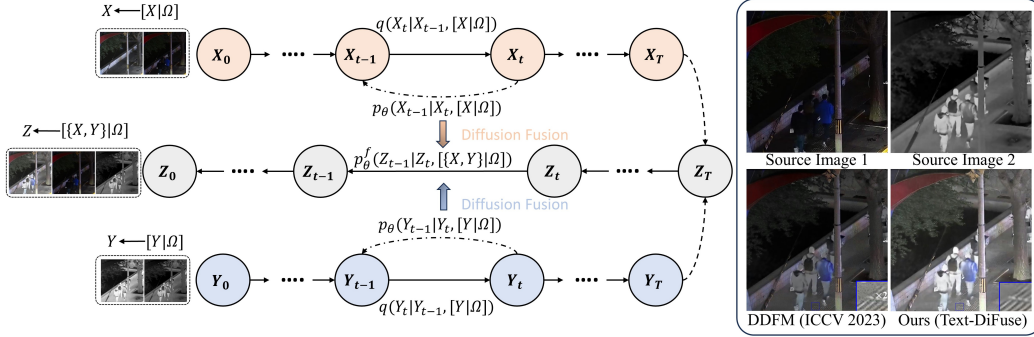 X ← [X|Ω]
q(X_t|X_{t-1}, [X|Ω])
X_0 .... X_{t-1} X_t .... X_T
p_θ(X_{t-1}|X_t, [X|Ω])
Diffusion Fusion
Z ← [{X, Y}|Ω]
p_θ^f(Z_{t-1}|Z_t, [{X, Y}|Ω])
Z_0 .... Z_{t-1} Z_t .... Z_T
Diffusion Fusion
p_θ(Y_{t-1}|Y_t, [Y|Ω])
Y ← [Y|Ω]
Y_0 .... Y_{t-1} Y_t .... Y_T
q(Y_t|Y_{t-1}, [Y|Ω])
Source Image 1
Source Image 2
DDFM (ICCV 2023)
Ours (Text-DiFuse)